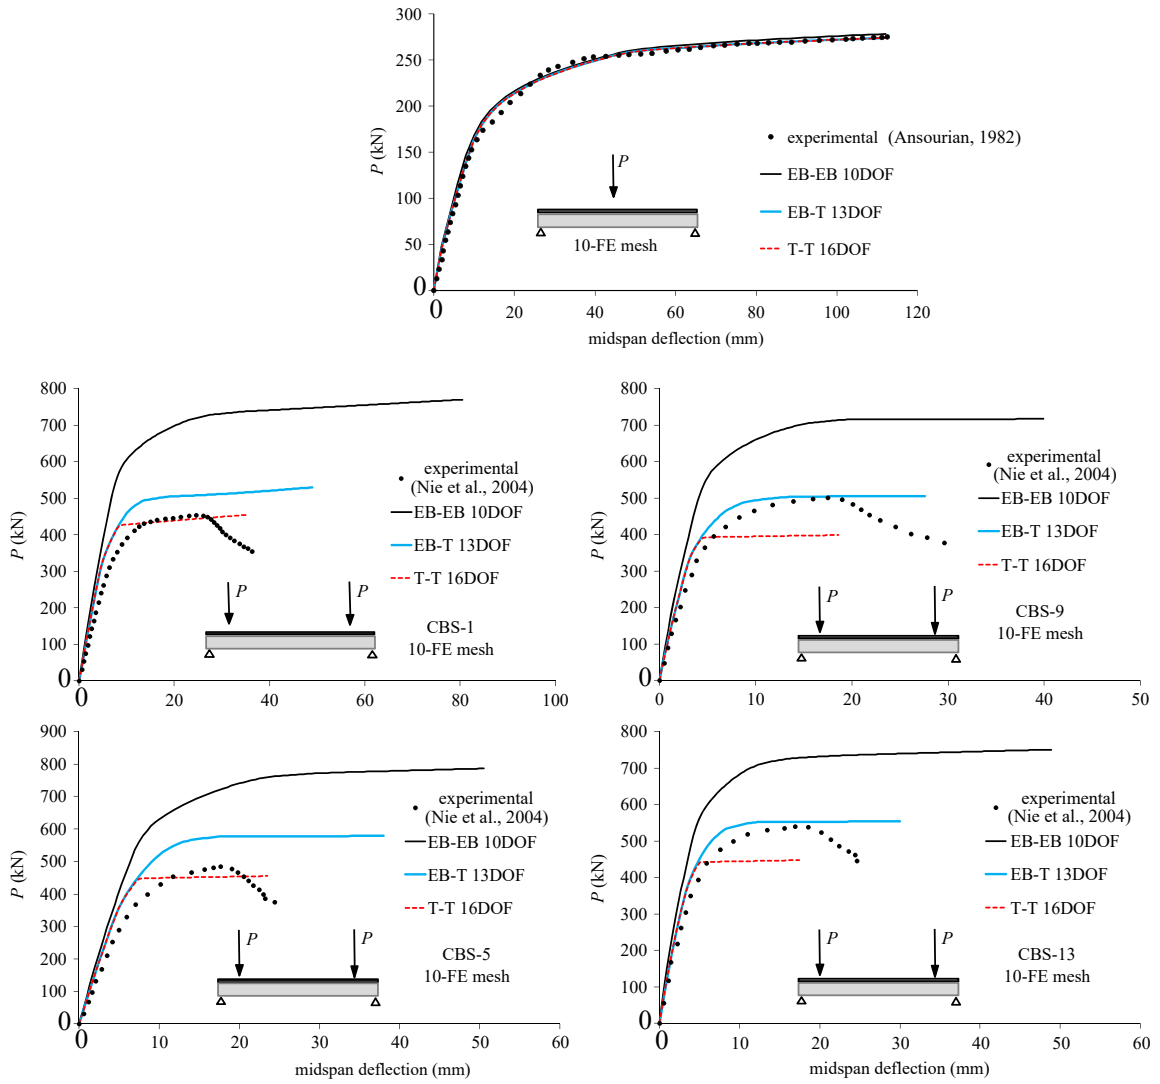 300
250
200
150
100
50
0
P (kN)
P
10-FE mesh
experimental (Ansourian, 1982)
EB-EB 10DOF
EB-T 13DOF
T-T 16DOF
0 20 40 60 80 100 120
midspan deflection (mm)
800
700
600
500
400
300
200
100
0
P (kN)
experimental
(Nie et al., 2004)
EB-EB 10DOF
EB-T 13DOF
T-T 16DOF
P P
CBS-1
10-FE mesh
0 20 40 60 80 100
800
700
600
500
400
300
200
100
0
P (kN)
experimental
(Nie et al., 2004)
EB-EB 10DOF
EB-T 13DOF
T-T 16DOF
P P
CBS-9
10-FE mesh
0 10 20 30 40 50
900
800
700
600
500
400
300
200
100
0
P (kN)
experimental
(Nie et al., 2004)
EB-EB 10DOF
EB-T 13DOF
T-T 16DOF
P P
CBS-5
10-FE mesh
0 10 20 30 40 50 60
midspan deflection (mm)
800
700
600
500
400
300
200
100
0
P (kN)
experimental
(Nie et al., 2004)
EB-EB 10DOF
EB-T 13DOF
T-T 16DOF
P P
CBS-13
10-FE mesh
0 10 20 30 40 50 60
midspan deflection (mm)